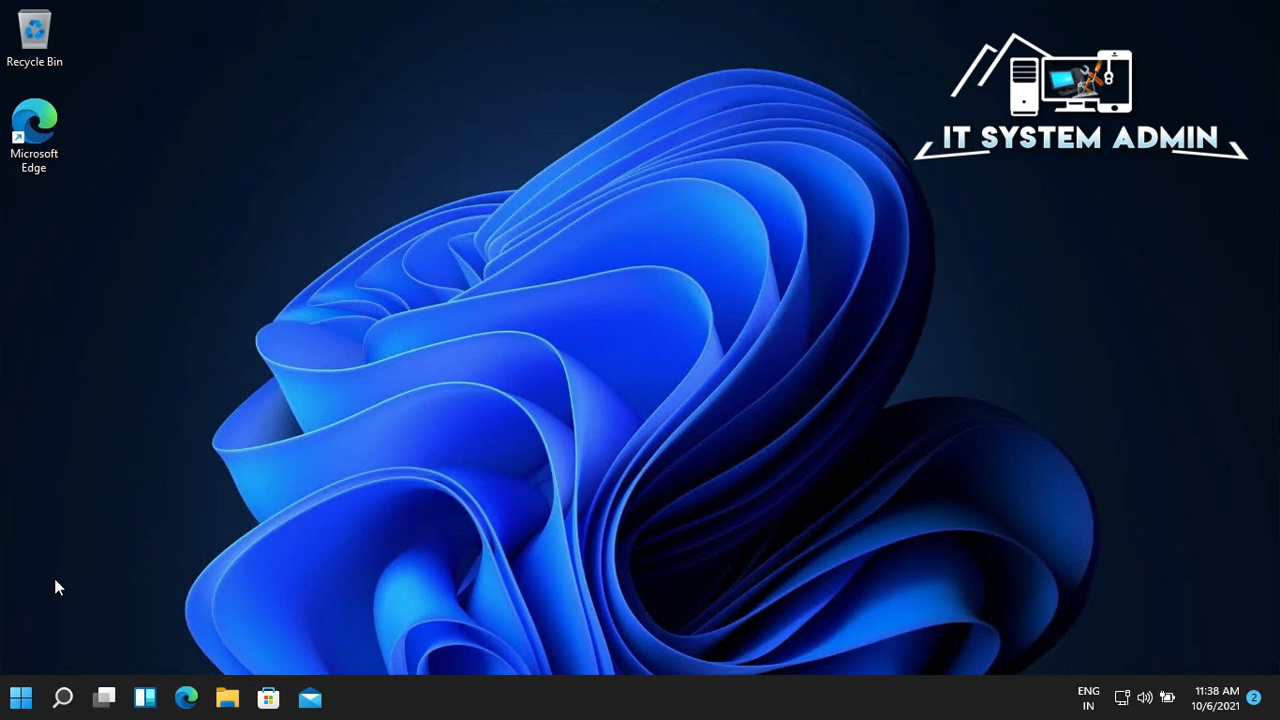 Recycle Bin
IT SYSTEM ADMIN
Microsoft
Edge
ENG
IN
11:38 AM
10/6/2021
2